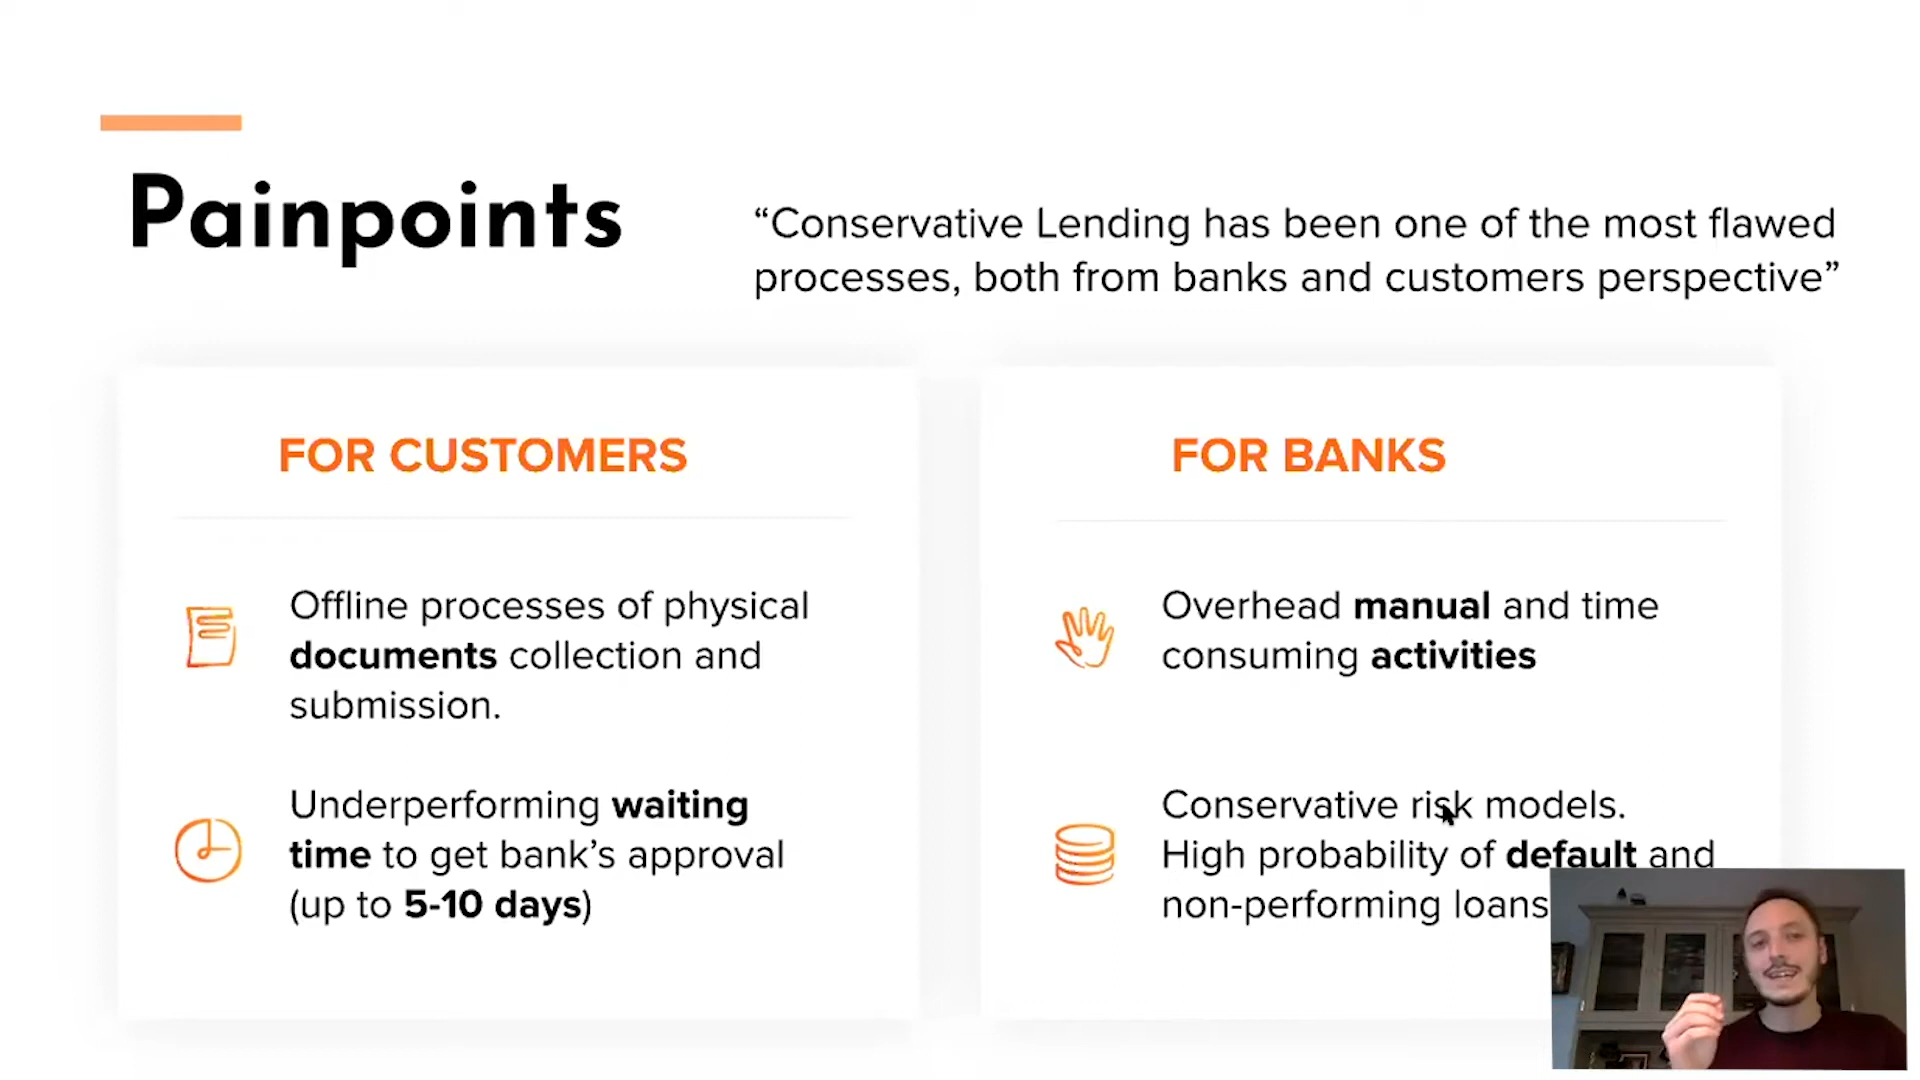 Painpoints
“Conservative Lending has been one of the most flawed
processes, both from banks and customers perspective”
FOR CUSTOMERS
Offline processes of physical
documents collection and
submission.
Underperforming waiting
time to get bank’s approval
(up to 5-10 days)
FOR BANKS
Overhead manual and time
consuming activities
Conservative risk models.
High probability of default and
non-performing loans